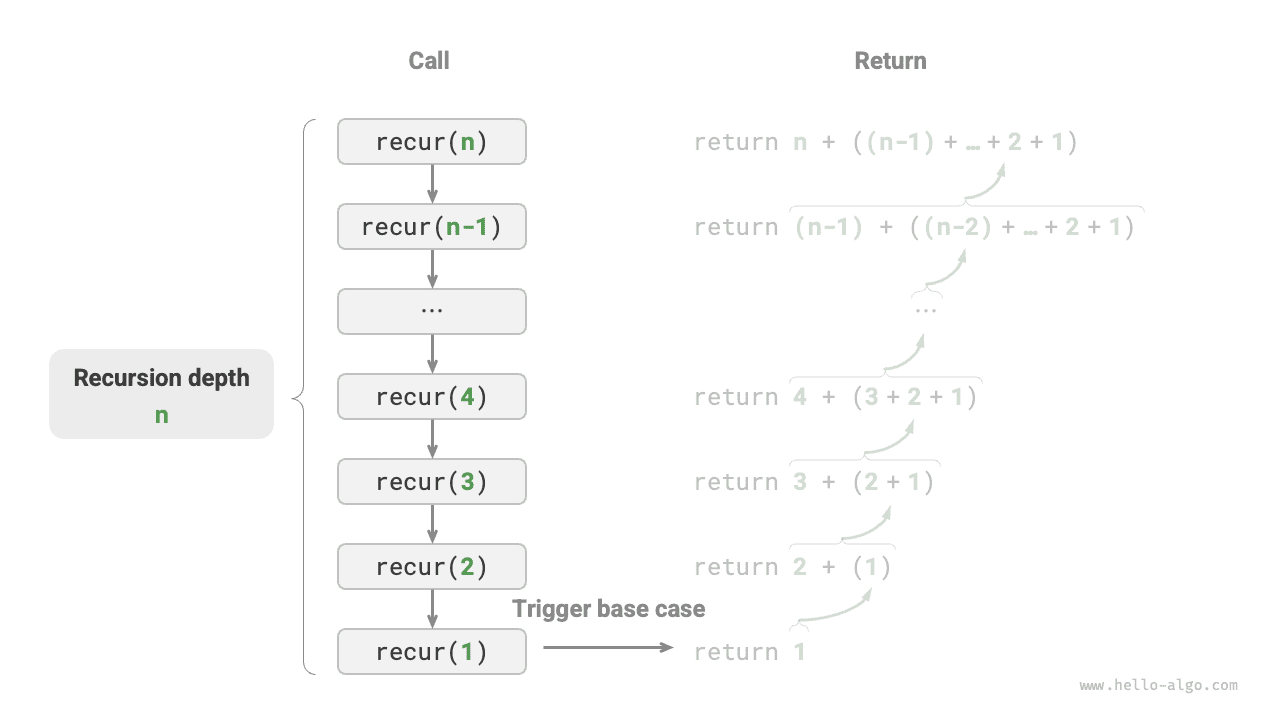 Call Return
recur(n) return n + ((n-1) + … + 2 + 1)
recur(n-1) return (n-1) + ((n-2) + … + 2 + 1)
… …
Recursion depth
n
recur(4) return 4 + (3 + 2 + 1)
recur(3) return 3 + (2 + 1)
recur(2) return 2 + (1)
Trigger base case
recur(1) return 1
www.hello-algo.com